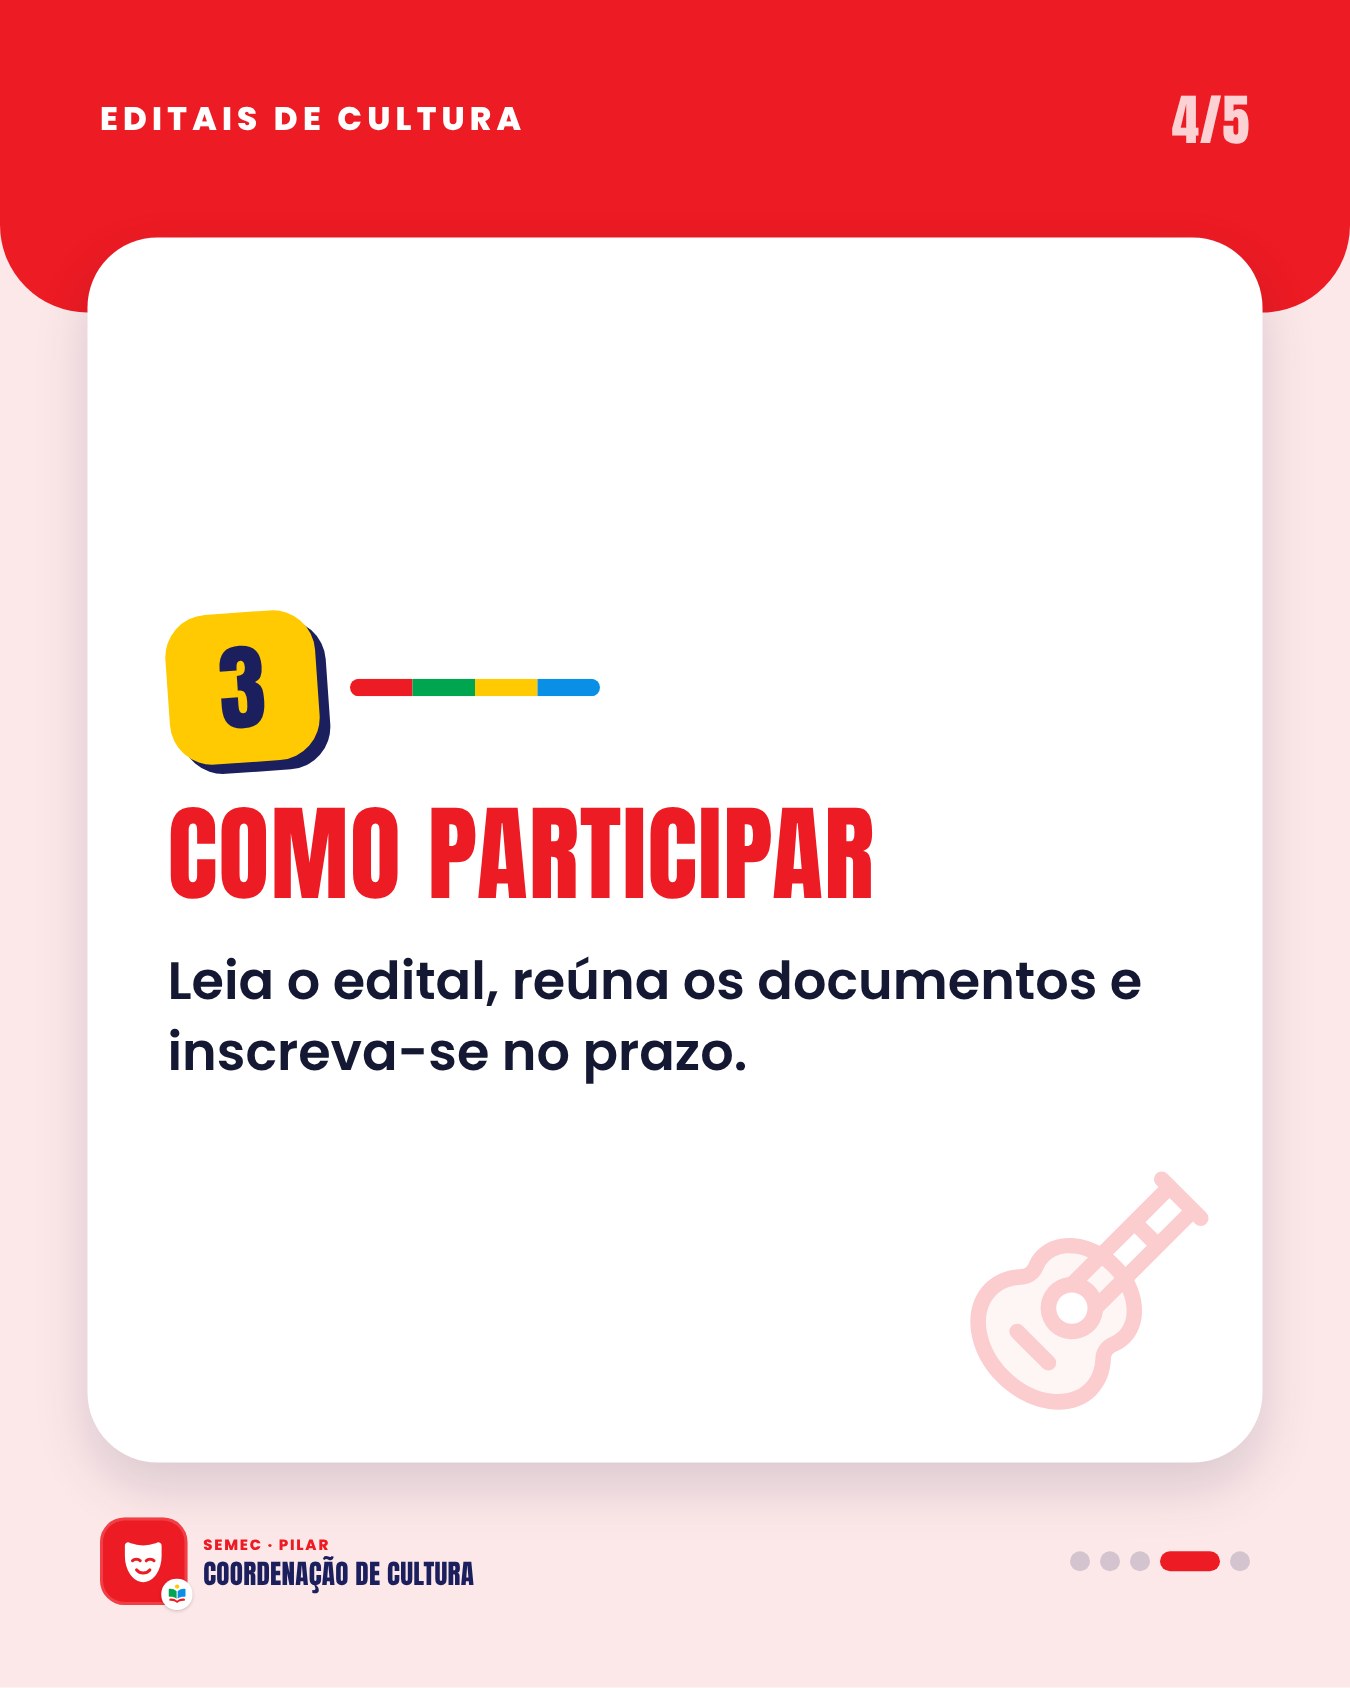 EDITAIS DE CULTURA
4/5
3
COMO PARTICIPAR
Leia o edital, reúna os documentos e
inscreva-se no prazo.
SEMEC · PILAR
COORDENAÇÃO DE CULTURA